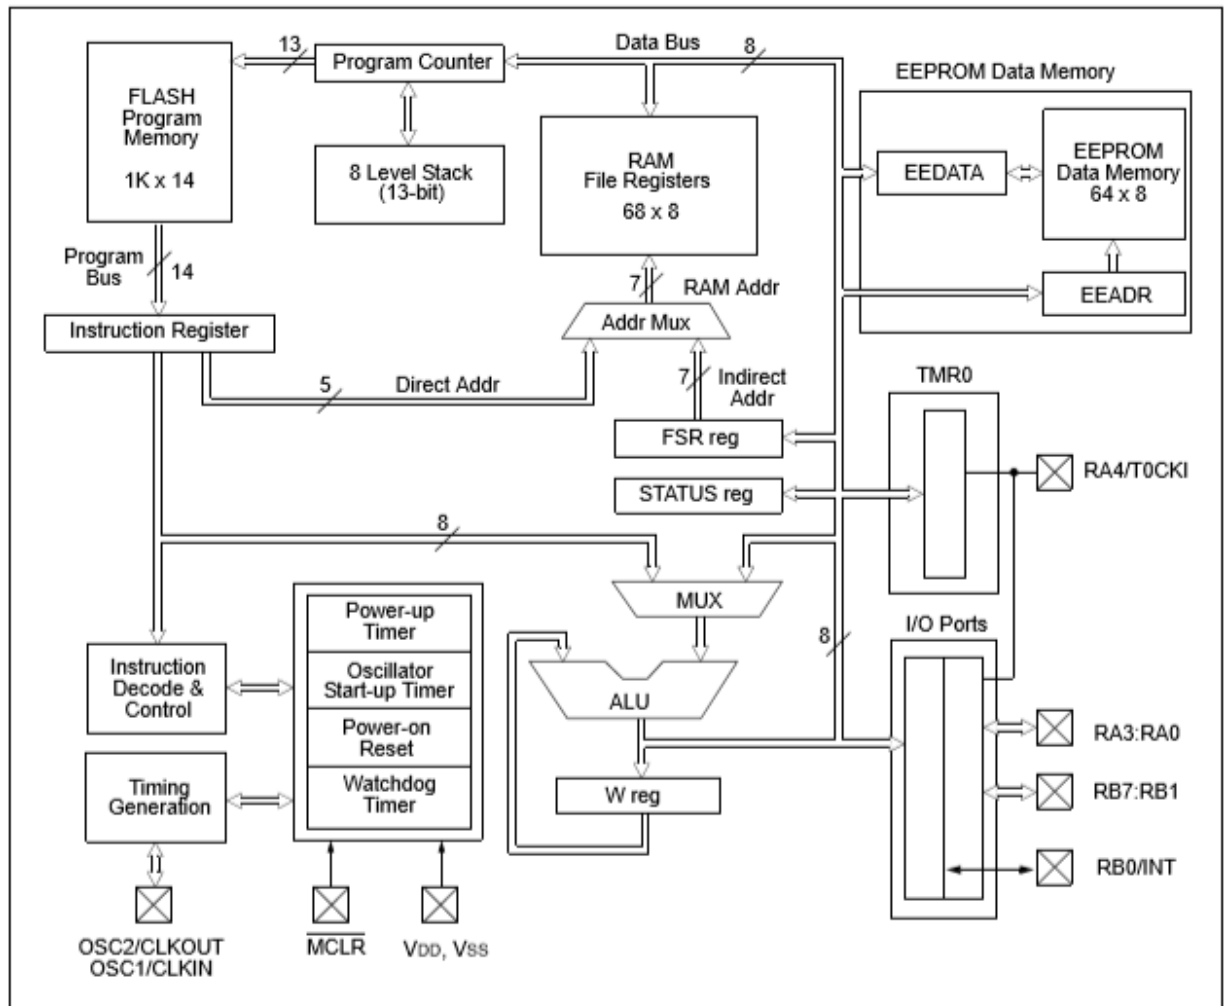 13
Program Counter
Data Bus
8
EEPROM Data Memory
FLASH
Program
Memory
1K x 14
8 Level Stack
(13-bit)
RAM
File Registers
68 x 8
EEDATA
EEPROM
Data Memory
64 x 8
Program
Bus
14
7
RAM Addr
EEADR
Instruction Register
Addr Mux
5
Direct Addr
7
Indirect
Addr
TMR0
FSR reg
STATUS reg
RA4/T0CKI
8
MUX
Power-up
Timer
8
I/O Ports
Instruction
Decode &
Control
Oscillator
Start-up Timer
ALU
Power-on
Reset
RA3:RA0
Timing
Generation
Watchdog
Timer
W reg
RB7:RB1
RB0/INT
OSC2/CLKOUT
OSC1/CLKIN
MCLR
VDD, VSS